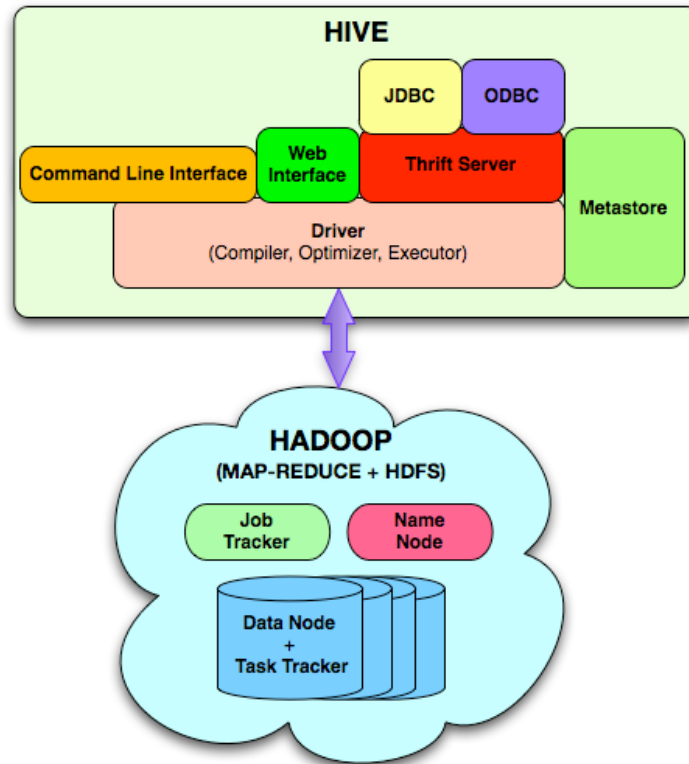 HIVE
JDBC
ODBC
Command Line Interface
Web
Interface
Thrift Server
Metastore
Driver
(Compiler, Optimizer, Executor)
HADOOP
(MAP-REDUCE + HDFS)
Job
Tracker
Name
Node
Data Node
+
Task Tracker